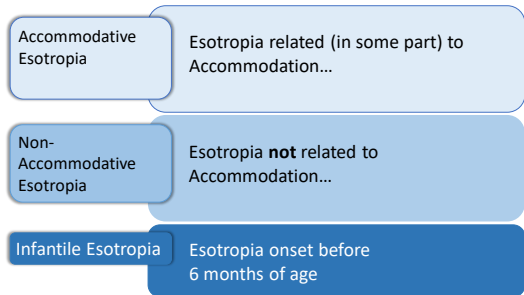 Accommodative
Esotropia
Esotropia related (in some part) to
Accommodation…
Non-
Accommodative
Esotropia
Esotropia not related to
Accommodation…
Infantile Esotropia
Esotropia onset before
6 months of age